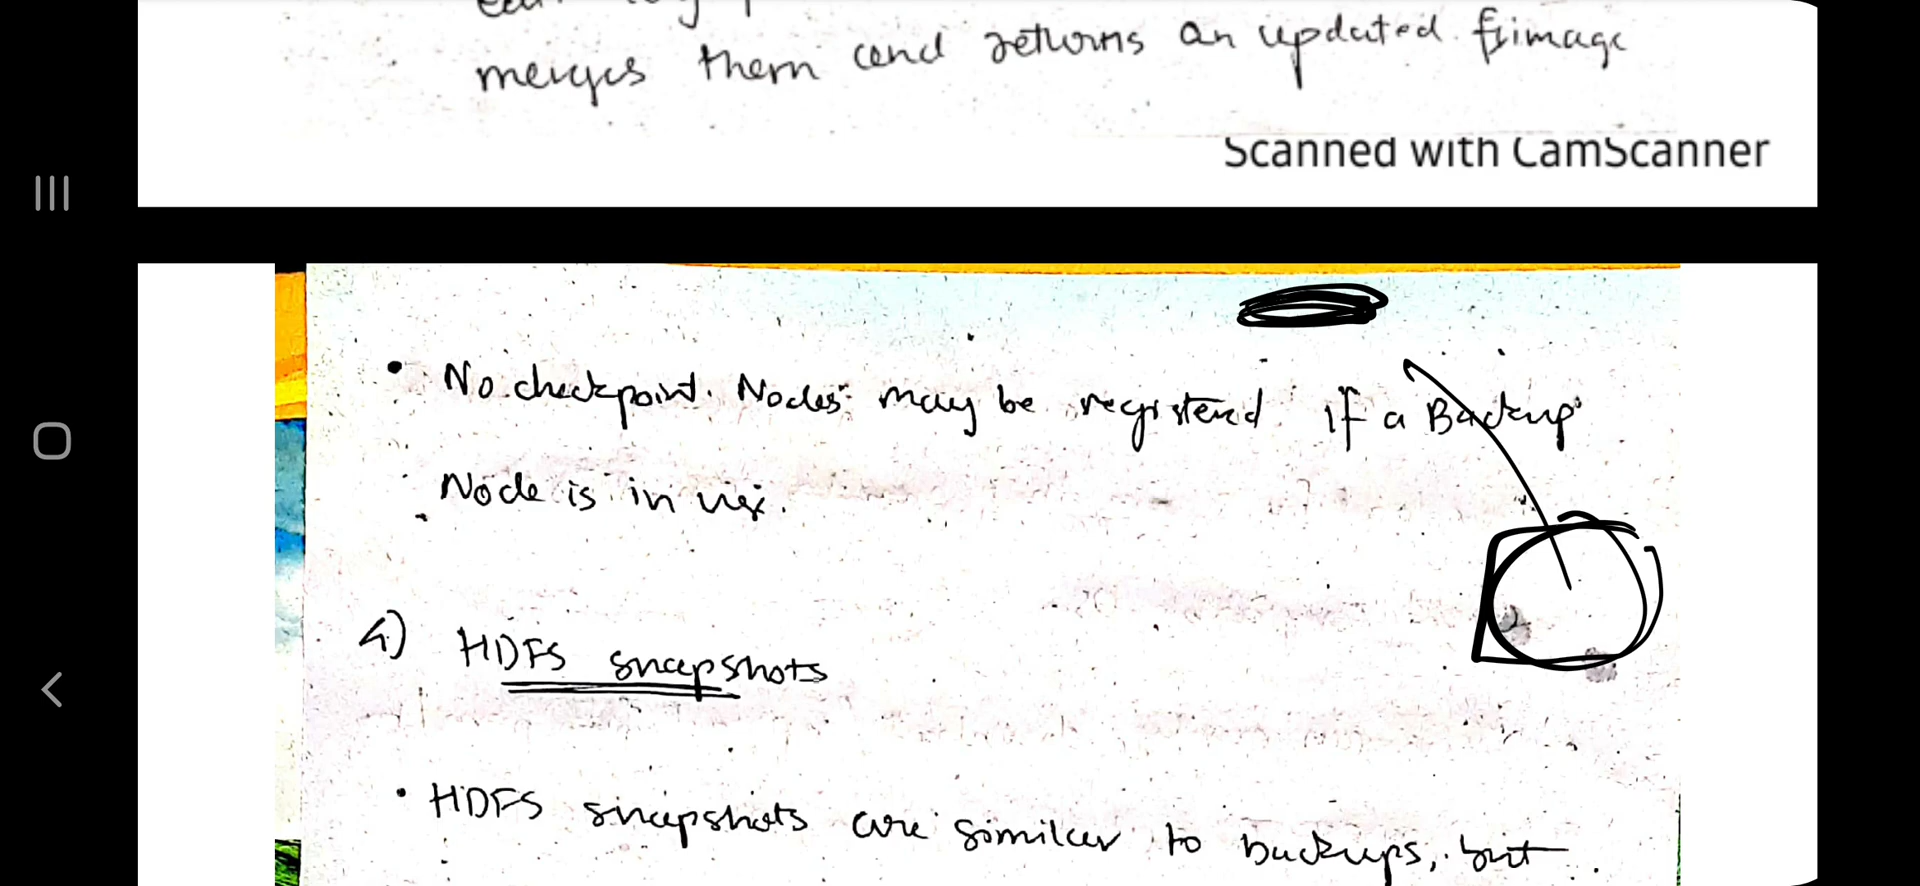 merges them and returns an updated fsimage
Scanned with CamScanner
• No checkpoint. Nodes may be registered if a Backup
Node is in use.
4) HDFS snapshots
• HDFS snapshots are similar to backups, but